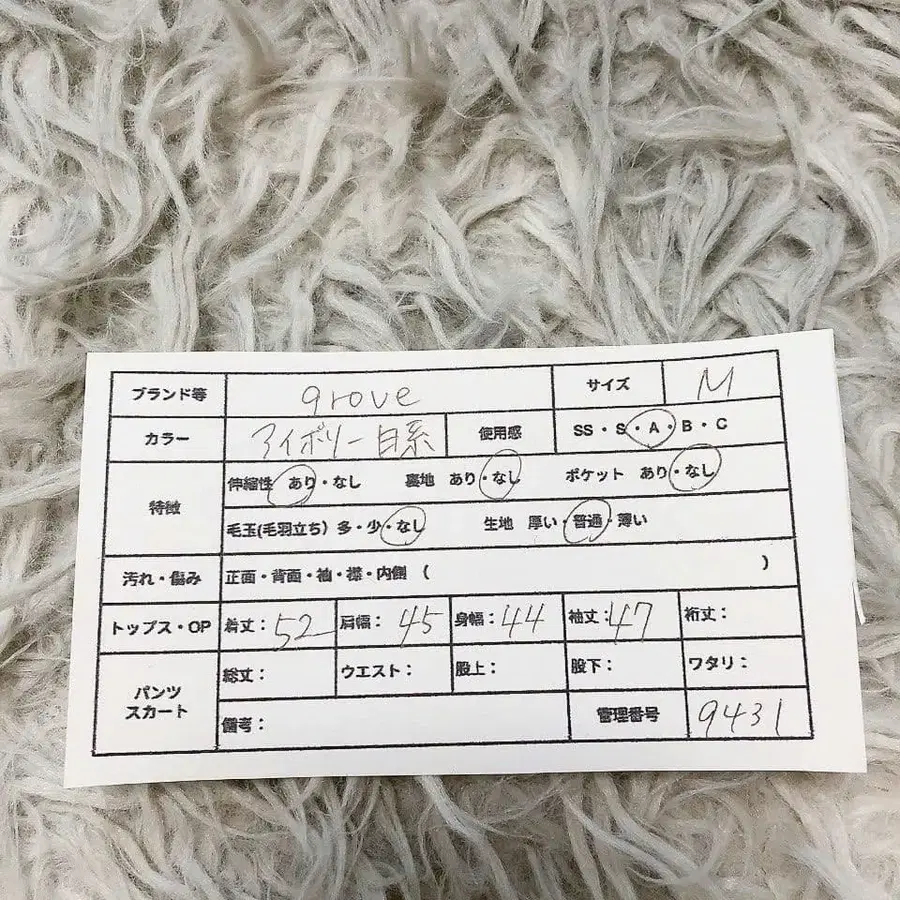 ブランド等 grove サイズ M
カラー アイボリー白系 使用感 SS・S・A・B・C
特徴 伸縮性 あり・なし 裏地 あり・なし ポケット あり・なし
毛玉(毛羽立ち) 多・少・なし 生地 厚い・普通・薄い
汚れ・傷み 正面・背面・袖・襟・内側 ( )
トップス・OP 着丈：52 肩幅：45 身幅：44 袖丈：47 裄丈：
パンツ スカート 総丈： ウエスト： 股上： 股下： ワタリ：
備考： 管理番号 9431